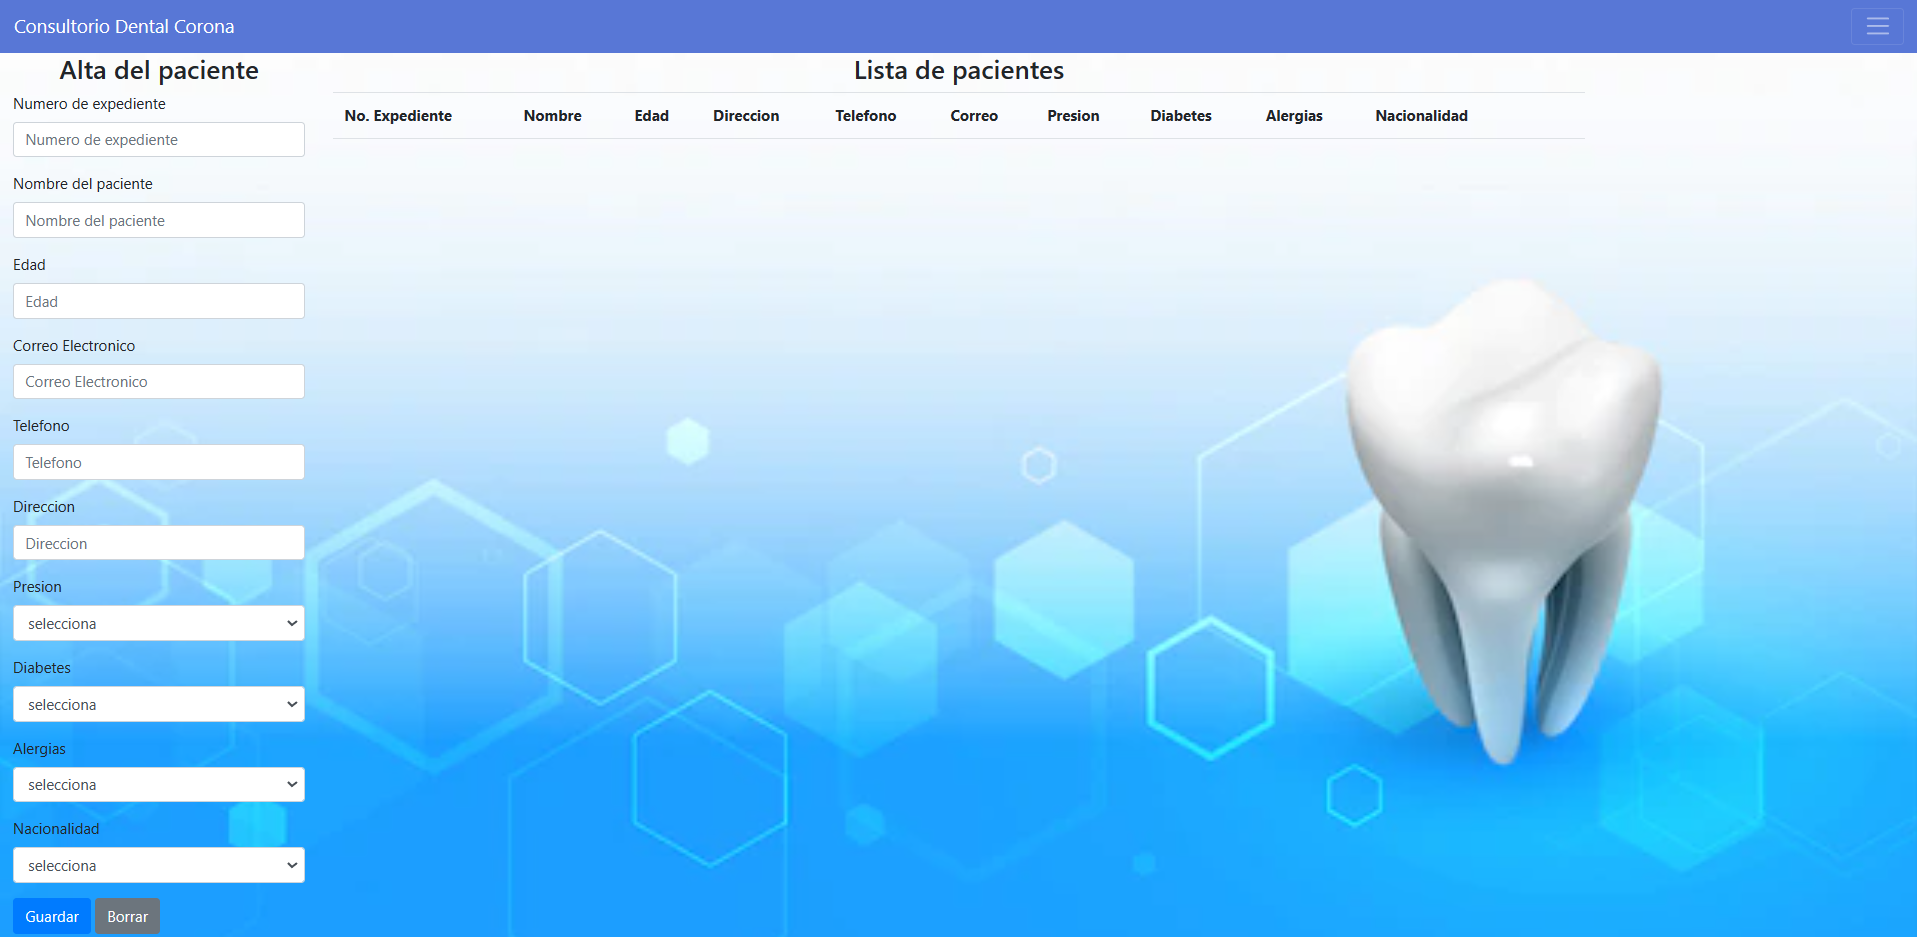 Consultorio Dental Corona
Alta del paciente
Numero de expediente
Numero de expediente
Nombre del paciente
Nombre del paciente
Edad
Edad
Correo Electronico
Correo Electronico
Telefono
Telefono
Direccion
Direccion
Presion
selecciona
Diabetes
selecciona
Alergias
selecciona
Nacionalidad
selecciona
Guardar Borrar
Lista de pacientes
No. Expediente Nombre Edad Direccion Telefono Correo Presion Diabetes Alergias Nacionalidad